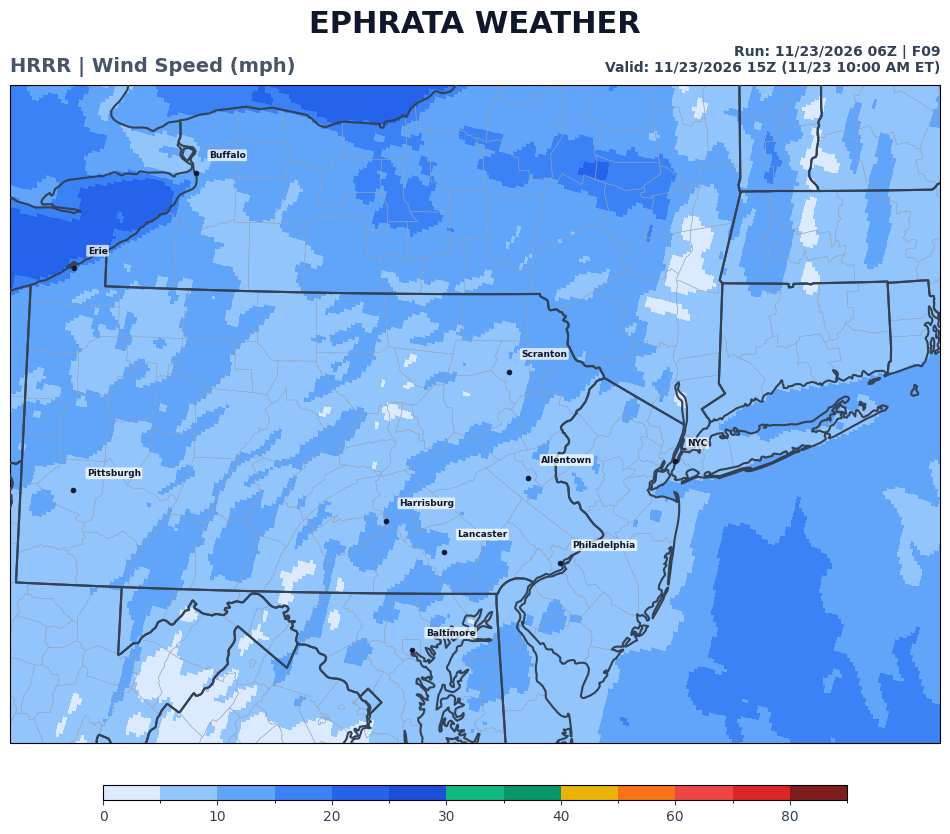 EPHRATA WEATHER
HRRR | Wind Speed (mph)
Run: 11/23/2026 06Z | F09
Valid: 11/23/2026 15Z (11/23 10:00 AM ET)
Buffalo
Erie
Scranton
NYC
Allentown
Pittsburgh
Harrisburg
Lancaster
Philadelphia
Baltimore
0 10 20 30 40 60 80